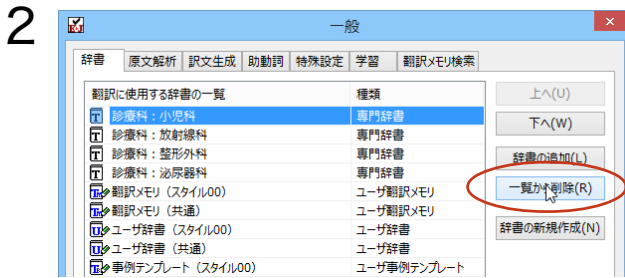 2
一般
辞書 原文解析 訳文生成 助動詞 特殊設定 学習 翻訳メモリ検索
翻訳に使用する辞書の一覧 種類
診療科：小児科 専門辞書
診療科：放射線科 専門辞書
診療科：整形外科 専門辞書
診療科：泌尿器科 専門辞書
翻訳メモリ（スタイル00） ユーザ翻訳メモリ
翻訳メモリ（共通） ユーザ翻訳メモリ
ユーザ辞書（スタイル00） ユーザ辞書
ユーザ辞書（共通） ユーザ辞書
事例テンプレート（スタイル00） ユーザ事例テンプレート
上へ(U)
下へ(W)
辞書の追加(L)
一覧から削除(R)
辞書の新規作成(N)